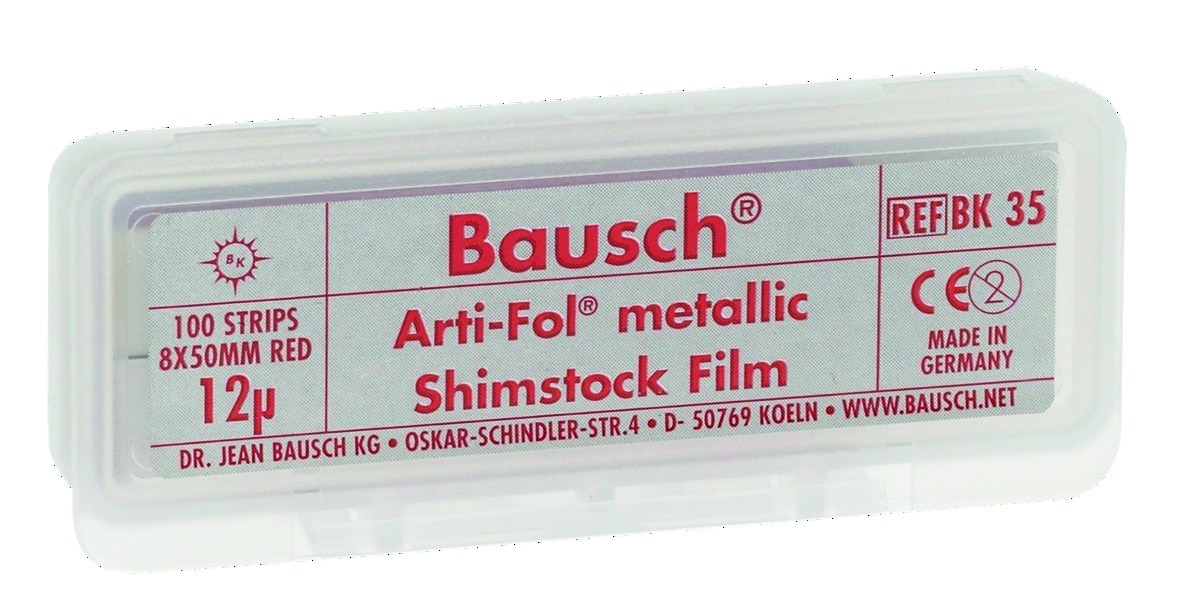 BK
100 STRIPS
8X50MM RED
12µ
Bausch®
Arti-Fol® metallic
Shimstock Film
REF BK 35
CE 2
MADE IN
GERMANY
DR. JEAN BAUSCH KG • OSKAR-SCHINDLER-STR.4 • D- 50769 KOELN • WWW.BAUSCH.NET